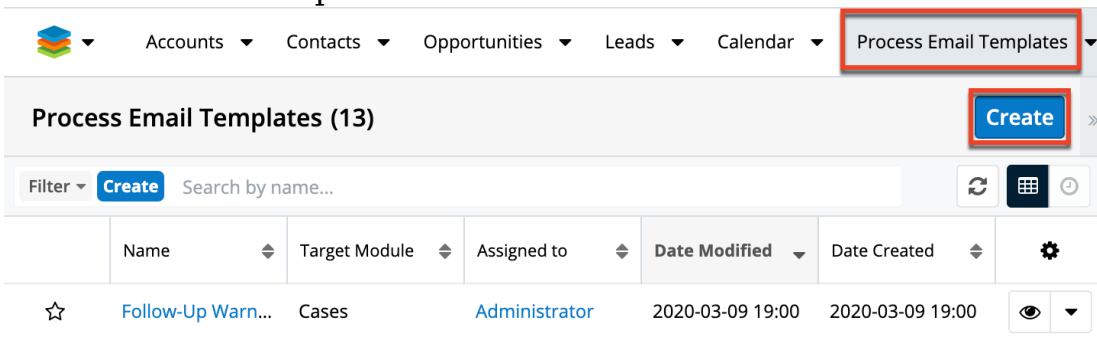 Accounts Contacts Opportunities Leads Calendar Process Email Templates
Process Email Templates (13) Create
Filter Create Search by name...
Name Target Module Assigned to Date Modified Date Created
Follow-Up Warn... Cases Administrator 2020-03-09 19:00 2020-03-09 19:00